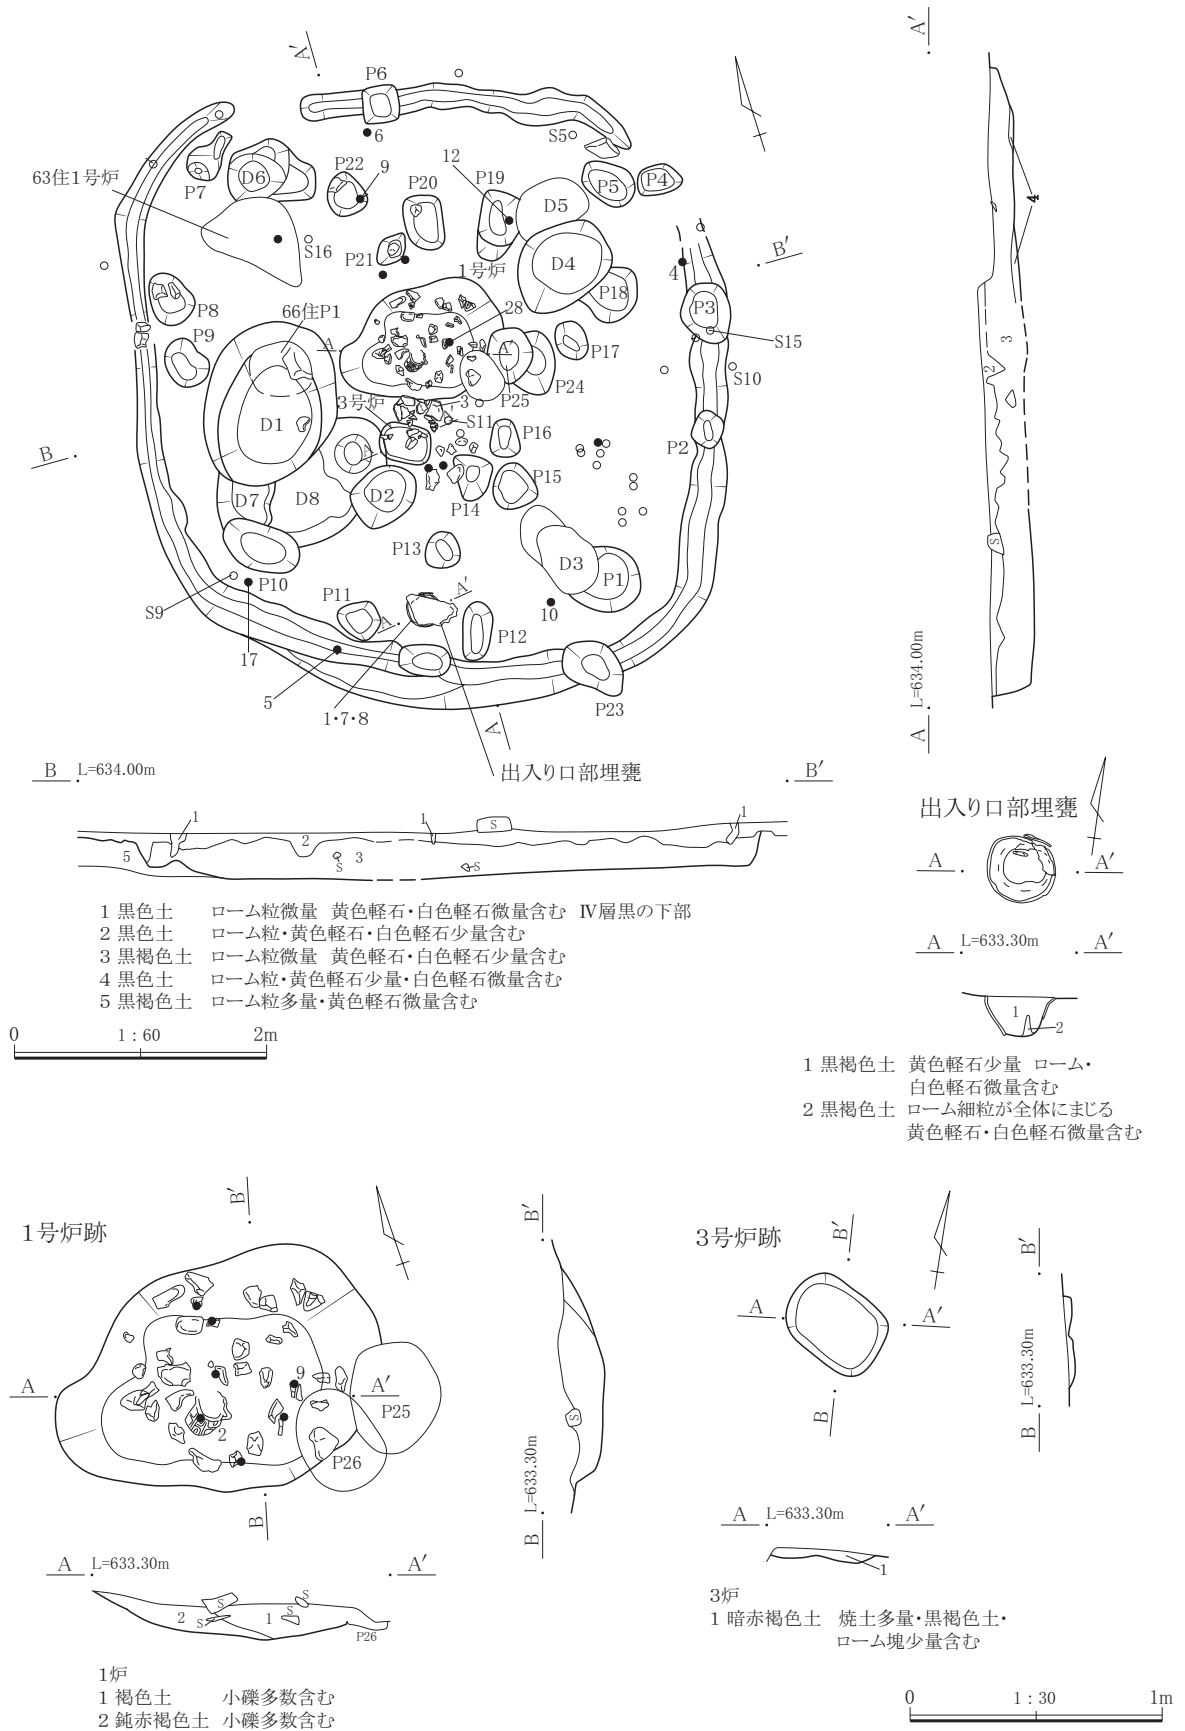 A′
P6
6
S5
12
63住1号炉
P7
D6
P22
9
P20
P19
D5
P5
P4
S16
P21
1号炉
D4
P18
4
B′
P8
66住P1
28
P3
P9
A
A′
P17
S15
P24
P25
S10
3号炉
3
A′
S11
D1
A
P16
P2
B
D7
D8
D2
P15
P14
P13
D3
P1
P10
S9
P11
A′
A
10
P12
17
5
1・7・8
P23
A
出入り口部埋甕
A′
4
3
2
S
L=634.00m
A
B L=634.00m B′
1
1
S
1
5
2
S
3
S
1 黒色土 ローム粒微量 黄色軽石・白色軽石微量含む Ⅳ層黒の下部
2 黒色土 ローム粒・黄色軽石・白色軽石少量含む
3 黒褐色土 ローム粒微量 黄色軽石・白色軽石少量含む
4 黒色土 ローム粒・黄色軽石少量・白色軽石微量含む
5 黒褐色土 ローム粒多量・黄色軽石微量含む
0 1：60 2m
出入り口部埋甕
A A′
A L=633.30m A′
1
2
1 黒褐色土 黄色軽石少量 ローム・
白色軽石微量含む
2 黒褐色土 ローム細粒が全体にまじる
黄色軽石・白色軽石微量含む
1号炉跡
B′
A
9
A′
P25
2
P26
B
B′
S
L=633.30m
B
A L=633.30m A′
2
S
S
1
S
S
P26
1炉
1 褐色土 小礫多数含む
2 鈍赤褐色土 小礫多数含む
3号炉跡
B′
A
A′
B
B′
L=633.30m
B
A L=633.30m A′
1
3炉
1 暗赤褐色土 焼土多量・黒褐色土・
ローム塊少量含む
0 1：30 1m